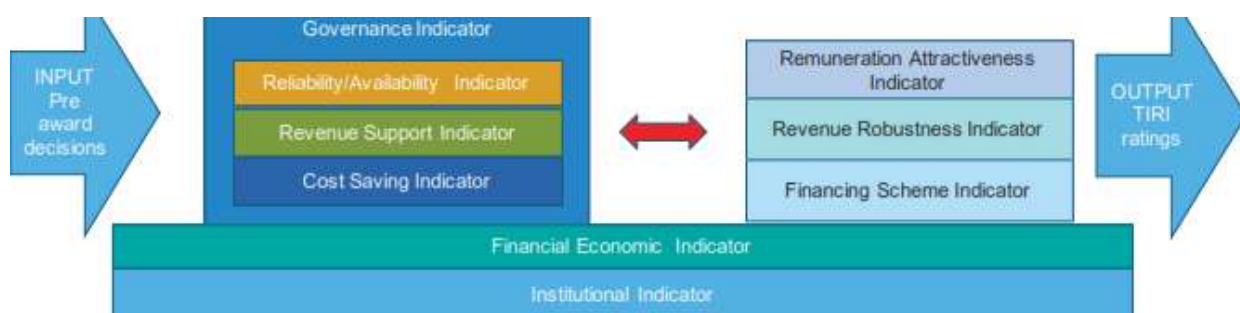 INPUT
Pre
award
decisions
Governance Indicator
Reliability/Availability Indicator
Revenue Support Indicator
Cost Saving Indicator
Remuneration Attractiveness
Indicator
Revenue Robustness Indicator
Financing Scheme Indicator
OUTPUT
TIRI
ratings
Financial Economic Indicator
Institutional Indicator